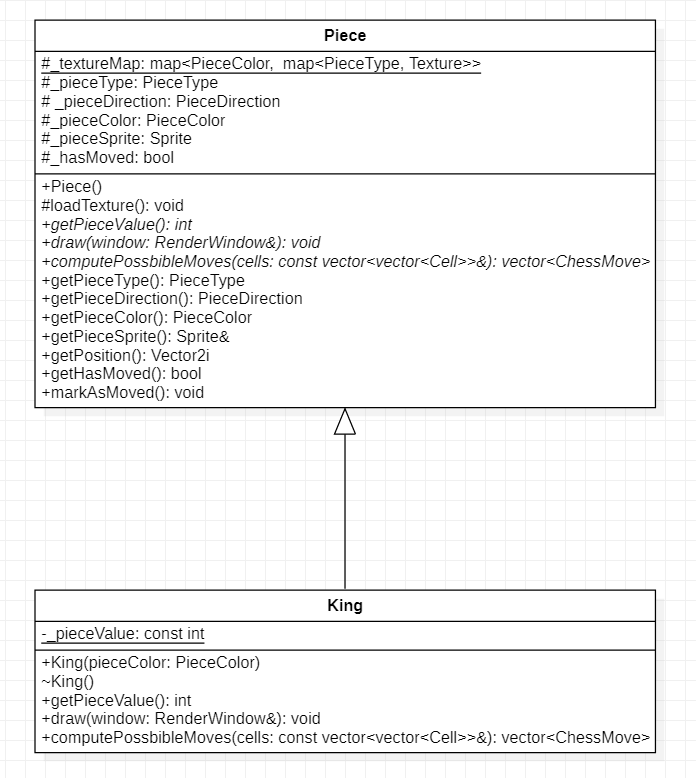 Piece
#_textureMap: map<PieceColor,  map<PieceType, Texture>>
#_pieceType: PieceType
# _pieceDirection: PieceDirection
#_pieceColor: PieceColor
#_pieceSprite: Sprite
#_hasMoved: bool
+Piece()
#loadTexture(): void
+getPieceValue(): int
+draw(window: RenderWindow&): void
+computePossbibleMoves(cells: const vector<vector<Cell>>&): vector<ChessMove>
+getPieceType(): PieceType
+getPieceDirection(): PieceDirection
+getPieceColor(): PieceColor
+getPieceSprite(): Sprite&
+getPosition(): Vector2i
+getHasMoved(): bool
+markAsMoved(): void
King
-_pieceValue: const int
+King(pieceColor: PieceColor)
~King()
+getPieceValue(): int
+draw(window: RenderWindow&): void
+computePossbibleMoves(cells: const vector<vector<Cell>>&): vector<ChessMove>